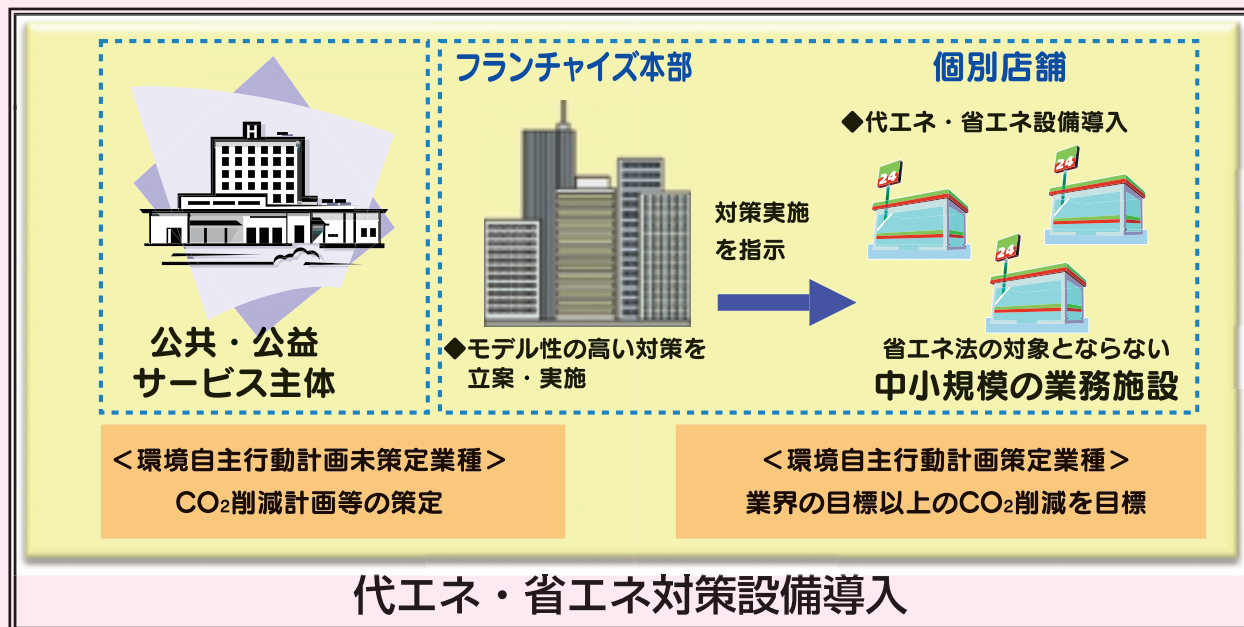 公共・公益
サービス主体
フランチャイズ本部
◆モデル性の高い対策を
立案・実施
対策実施
を指示
個別店舗
◆代エネ・省エネ設備導入
24
24
24
省エネ法の対象とならない
中小規模の業務施設
＜環境自主行動計画未策定業種＞
CO₂削減計画等の策定
＜環境自主行動計画策定業種＞
業界の目標以上のCO₂削減を目標
代エネ・省エネ対策設備導入